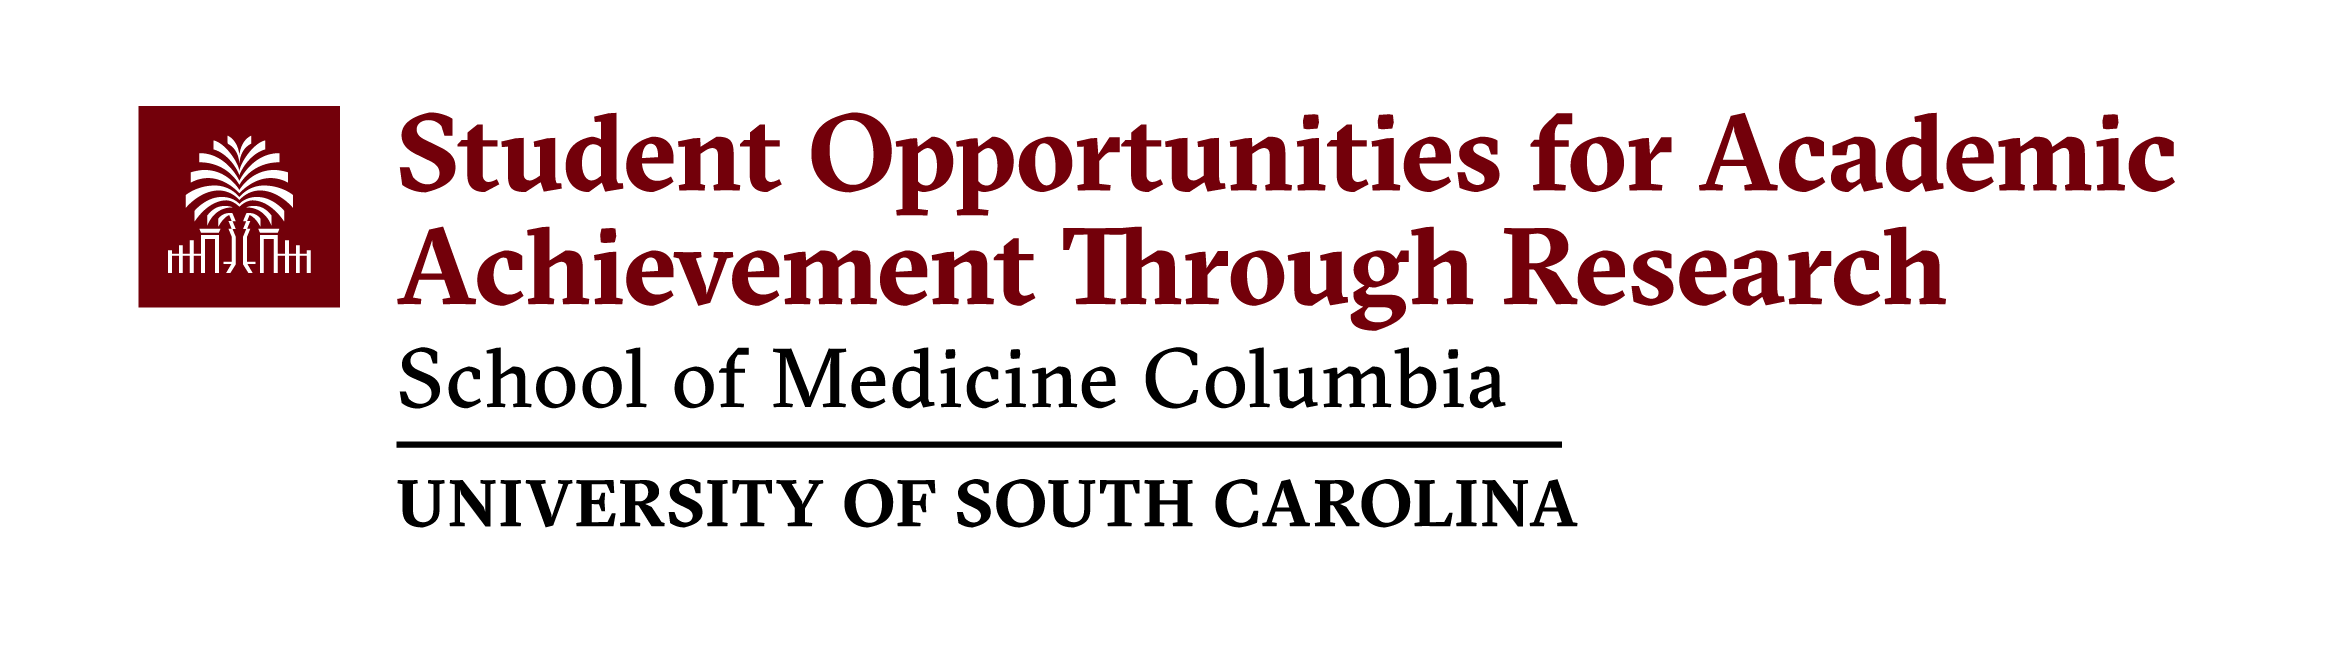 Student Opportunities for Academic
Achievement Through Research
School of Medicine Columbia
UNIVERSITY OF SOUTH CAROLINA